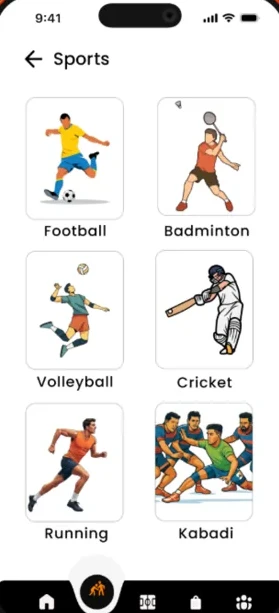 9:41
Sports
Football
Badminton
Volleyball
Cricket
Running
Kabadi